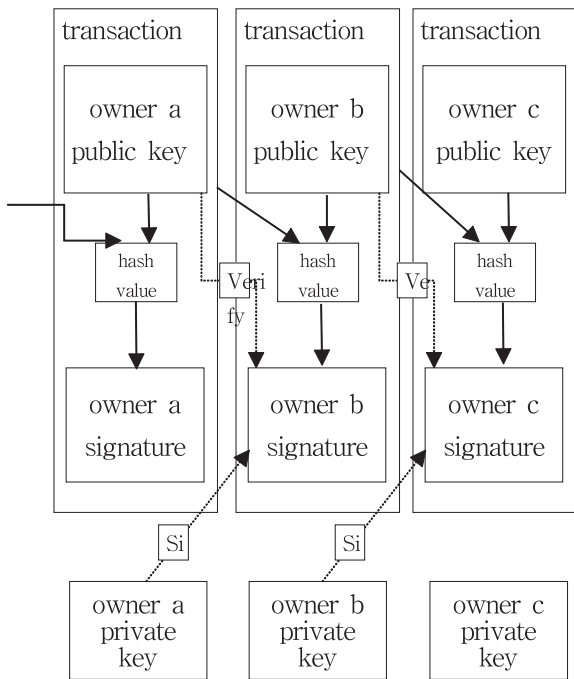 transaction
transaction
transaction
owner a
public key
owner b
public key
owner c
public key
hash
value
Veri
fy
hash
value
Ve
hash
value
owner a
signature
owner b
signature
owner c
signature
Si
Si
owner a
private
key
owner b
private
key
owner c
private
key